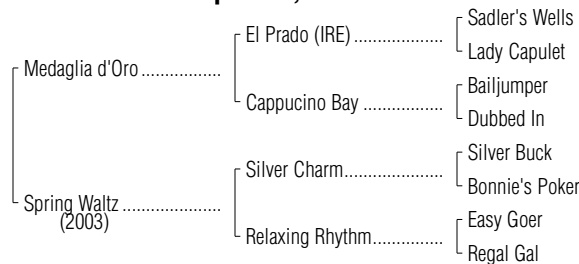 Sadler's Wells
El Prado (IRE) ....................
Lady Capulet
Medaglia d'Oro ..................
Bailjumper
Cappucino Bay ..................
Dubbed In
Silver Buck
Silver Charm......................
Bonnie's Poker
Spring Waltz ......................
(2003)
Easy Goer
Relaxing Rhythm................
Regal Gal